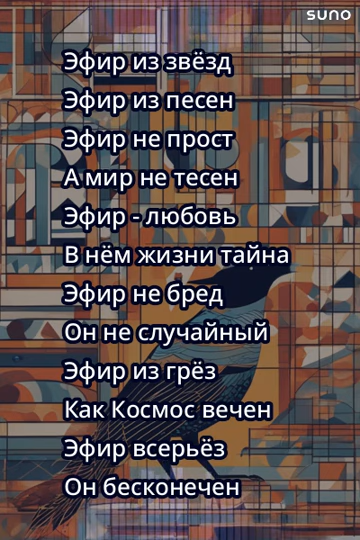 suno
Эфир из звёзд
Эфир из песен
Эфир не прост
А мир не тесен
Эфир - любовь
В нём жизни тайна
Эфир не бред
Он не случайный
Эфир из грёз
Как Космос вечен
Эфир всерьёз
Он бесконечен